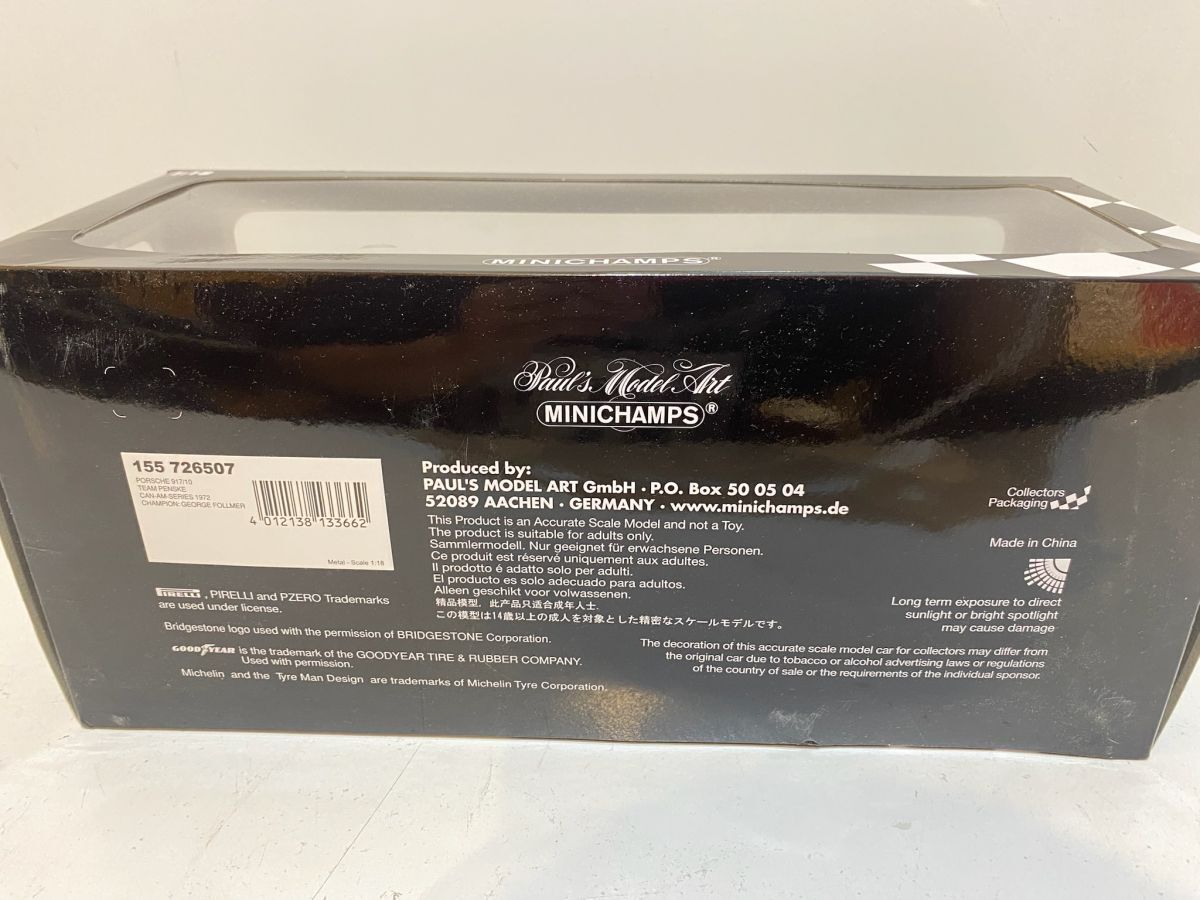 MINICHAMPS®
Paul's Model Art
MINICHAMPS®
155 726507
PORSCHE 917/10
TEAM PENSKE
CAN-AM-SERIES 1972
CHAMPION: GEORGE FOLLMER
4 012138 133662
Metal - Scale 1:18
Produced by:
PAUL'S MODEL ART GmbH · P.O. Box 50 05 04
52089 AACHEN · GERMANY · www.minichamps.de
This Product is an Accurate Scale Model and not a Toy.
The product is suitable for adults only.
Sammlermodell. Nur geeignet für erwachsene Personen.
Ce produit est réservé uniquement aux adultes.
Il prodotto é adatto solo per adulti.
El producto es solo adecuado para adultos.
Alleen geschikt voor volwassenen.
精品模型，此产品只适合成年人士.
この模型は14歳以上の成人を対象とした精密なスケールモデルです。
Collectors
Packaging
Made in China
Long term exposure to direct
sunlight or bright spotlight
may cause damage
PIRELLI, PIRELLI and PZERO Trademarks
are used under license.
Bridgestone logo used with the permission of BRIDGESTONE Corporation.
GOODYEAR is the trademark of the GOODYEAR TIRE & RUBBER COMPANY.
Used with permission.
Michelin and the Tyre Man Design are trademarks of Michelin Tyre Corporation.
The decoration of this accurate scale model car for collectors may differ from
the original car due to tobacco or alcohol advertising laws or regulations
of the country of sale or the requirements of the individual sponsor.